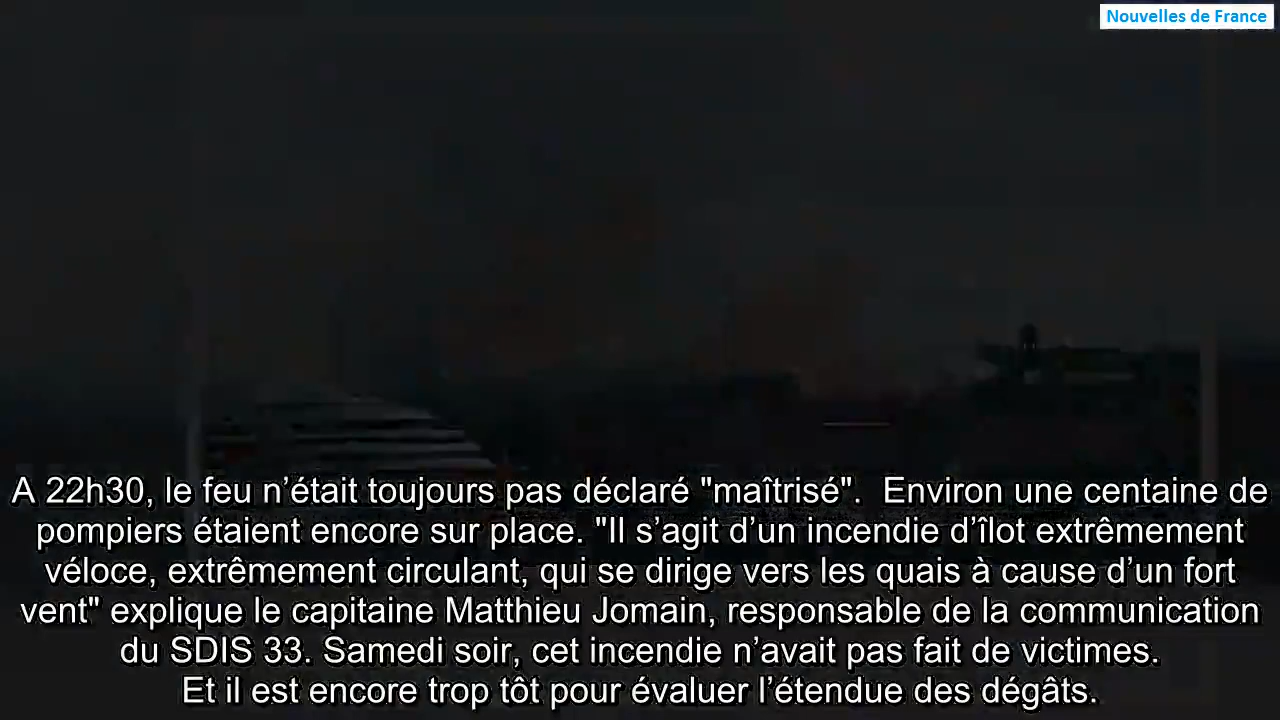 Nouvelles de France
A 22h30, le feu n’était toujours pas déclaré "maîtrisé".  Environ une centaine de
pompiers étaient encore sur place. "Il s’agit d’un incendie d’îlot extrêmement
véloce, extrêmement circulant, qui se dirige vers les quais à cause d’un fort
vent" explique le capitaine Matthieu Jomain, responsable de la communication
du SDIS 33. Samedi soir, cet incendie n’avait pas fait de victimes.
Et il est encore trop tôt pour évaluer l’étendue des dégâts.